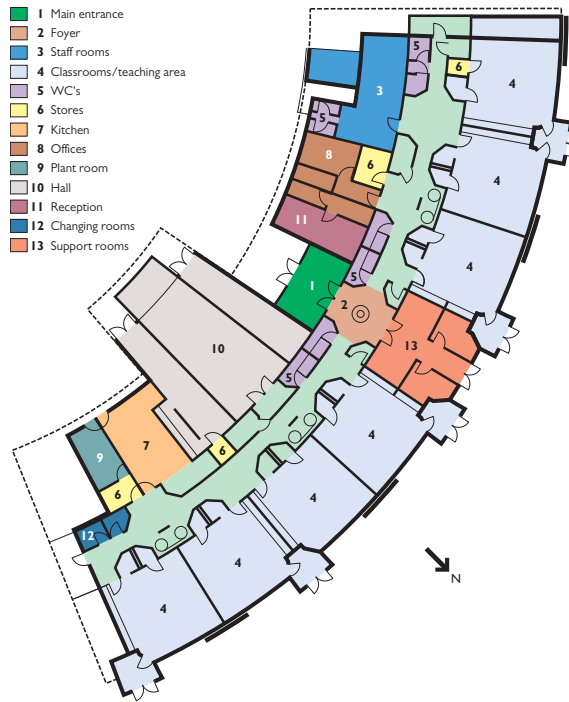 1 Main entrance
2 Foyer
3 Staff rooms
4 Classrooms/teaching area
5 WC's
6 Stores
7 Kitchen
8 Offices
9 Plant room
10 Hall
11 Reception
12 Changing rooms
13 Support rooms
5
6
4
3
5
8
6
4
11
4
5
1
2
13
10
5
4
6
7
9
6
4
12
4
4
N